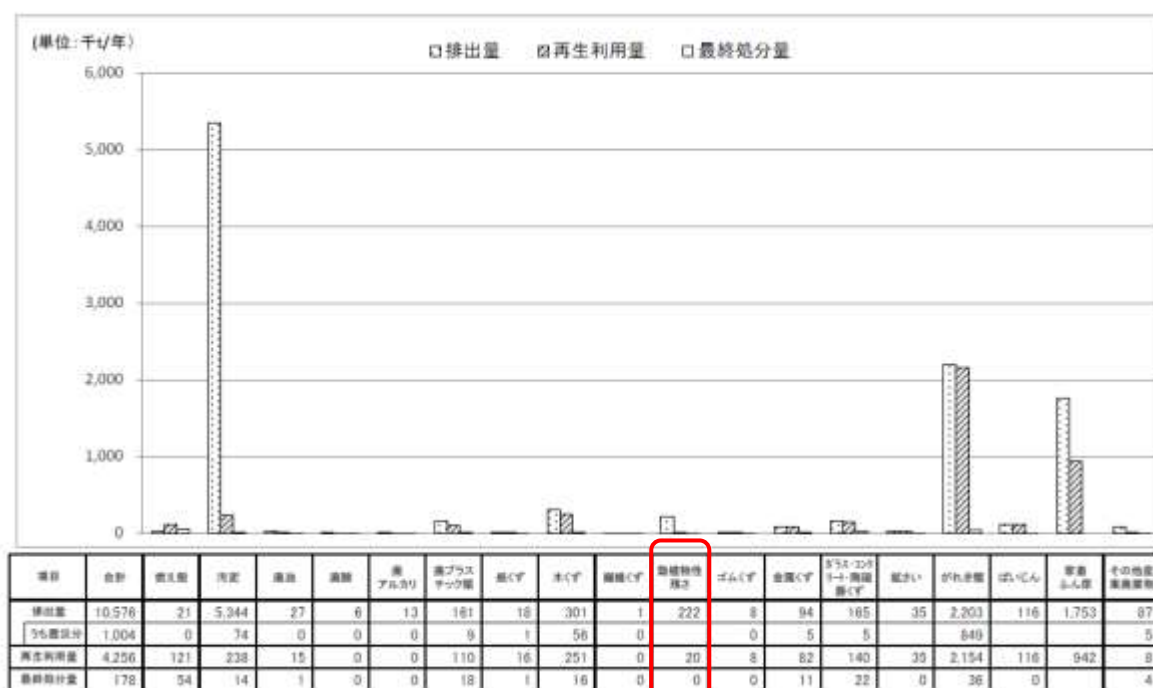 (単位:千t/年)
排出量 再生利用量 最終処分量
6,000
5,000
4,000
3,000
2,000
1,000
0
項目 合計 燃え殻 汚泥 廃油 廃酸 廃アルカリ 廃プラスチック類 紙くず 木くず 繊維くず 動植物性残さ ゴムくず 金属くず ガラス・コンクリート・陶磁器くず 鉱さい がれき類 ばいじん 家畜ふん尿 その他産業廃棄物
排出量 10,576 21 5,344 27 6 13 161 18 301 1 222 8 94 165 35 2,203 116 1,753 87
1,004 0 74 0 0 0 9 1 56 0 0 5 5 849 5
再生利用量 4,256 121 238 15 0 0 110 16 251 0 20 8 82 140 35 2,154 116 942 8
最終処分量 178 54 14 1 0 0 18 1 16 0 0 0 11 22 0 36 0 4